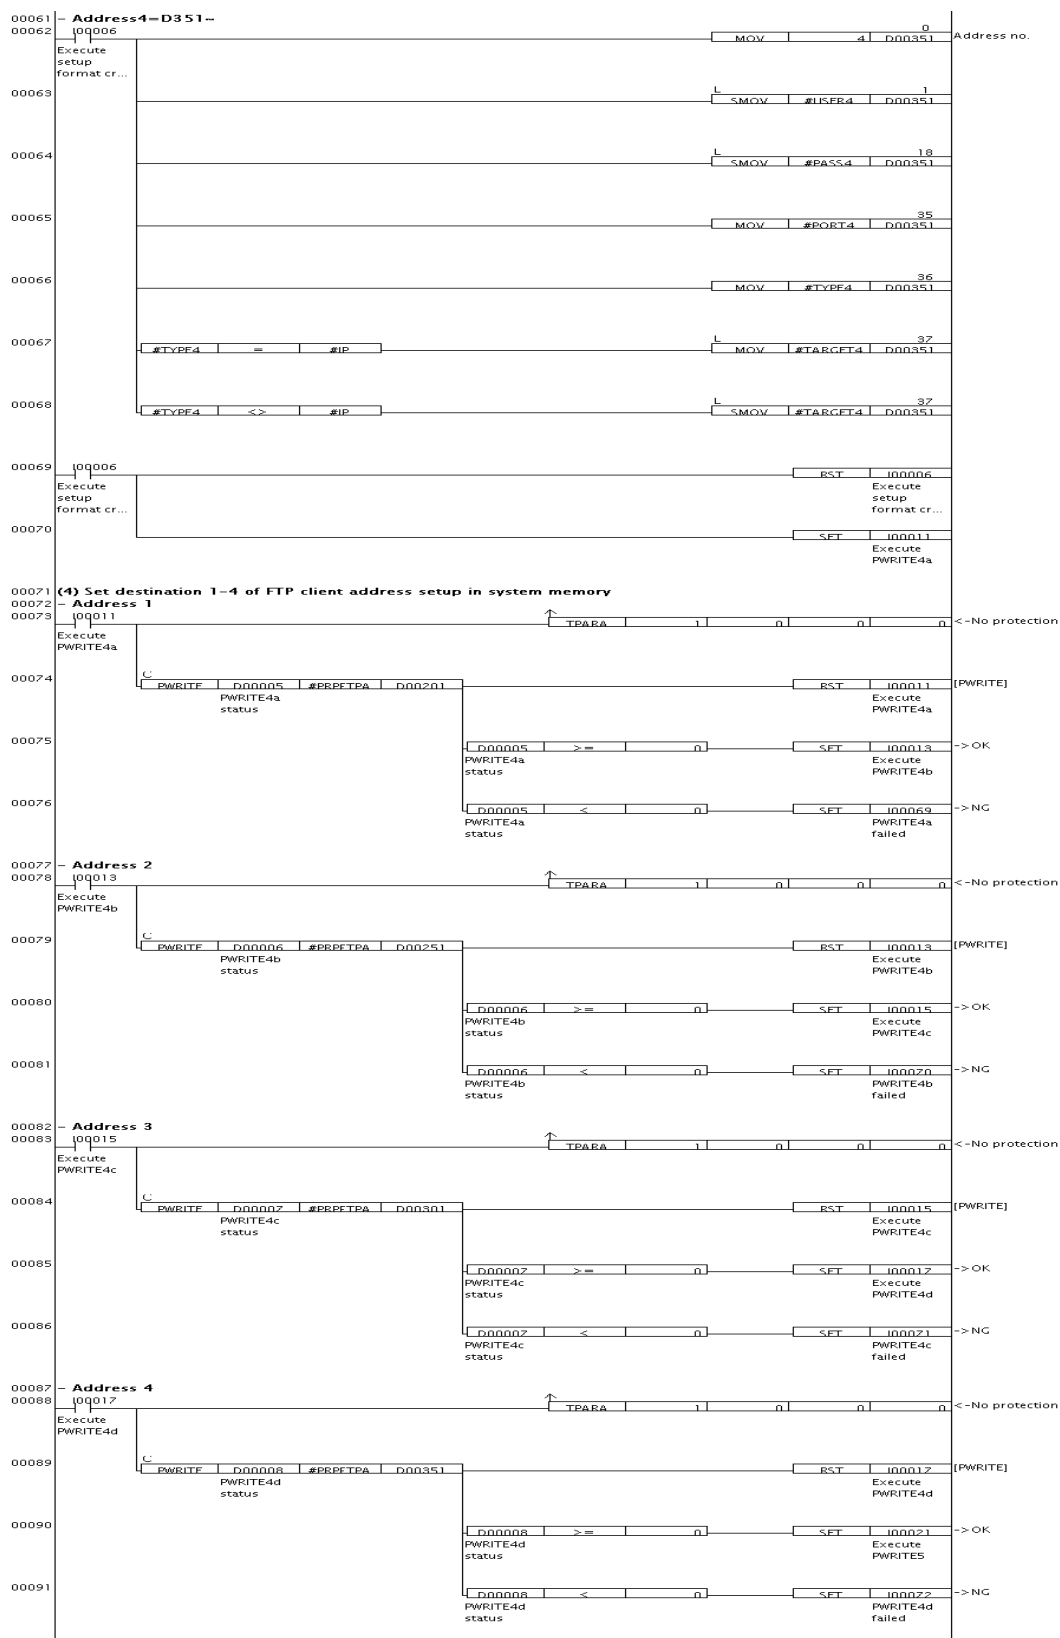 00061 - Address4=D351~
00062 I00006 0
MOV 4 D00351 Address no.
Execute
setup
format cr...
00063 L 1
SMOV #USER4 D00351
00064 L 18
SMOV #PASS4 D00351
00065 35
MOV #PORT4 D00351
00066 36
MOV #TYPE4 D00351
00067 L 37
#TYPE4 = #IP MOV #TARGET4 D00351
00068 L 37
#TYPE4 <> #IP SMOV #TARGET4 D00351
00069 I00006
RST I00006
Execute Execute
setup setup
format cr... format cr...
00070
SET I00011
Execute
PWRITE4a
00071 (4) Set destination 1-4 of FTP client address setup in system memory
00072 - Address 1
00073 I00011
TPARA 1 0 0 0 <-No protection
Execute
PWRITE4a
00074 C
PWRITE D00005 #PRPFTPA D00201 RST I00011 [PWRITE]
PWRITE4a Execute
status PWRITE4a
00075
D00005 >= 0 SET I00013 ->OK
PWRITE4a Execute
status PWRITE4b
00076
D00005 < 0 SET I00069 ->NG
PWRITE4a PWRITE4a
status failed
00077 - Address 2
00078 I00013
TPARA 1 0 0 0 <-No protection
Execute
PWRITE4b
00079 C
PWRITE D00006 #PRPFTPA D00251 RST I00013 [PWRITE]
PWRITE4b Execute
status PWRITE4b
00080
D00006 >= 0 SET I00015 ->OK
PWRITE4b Execute
status PWRITE4c
00081
D00006 < 0 SET I00070 ->NG
PWRITE4b PWRITE4b
status failed
00082 - Address 3
00083 I00015
TPARA 1 0 0 0 <-No protection
Execute
PWRITE4c
00084 C
PWRITE D00007 #PRPFTPA D00301 RST I00015 [PWRITE]
PWRITE4c Execute
status PWRITE4c
00085
D00007 >= 0 SET I00017 ->OK
PWRITE4c Execute
status PWRITE4d
00086
D00007 < 0 SET I00071 ->NG
PWRITE4c PWRITE4c
status failed
00087 - Address 4
00088 I00017
TPARA 1 0 0 0 <-No protection
Execute
PWRITE4d
00089 C
PWRITE D00008 #PRPFTPA D00351 RST I00017 [PWRITE]
PWRITE4d Execute
status PWRITE4d
00090
D00008 >= 0 SET I00021 ->OK
PWRITE4d Execute
status PWRITE5
00091
D00008 < 0 SET I00072 ->NG
PWRITE4d PWRITE4d
status failed